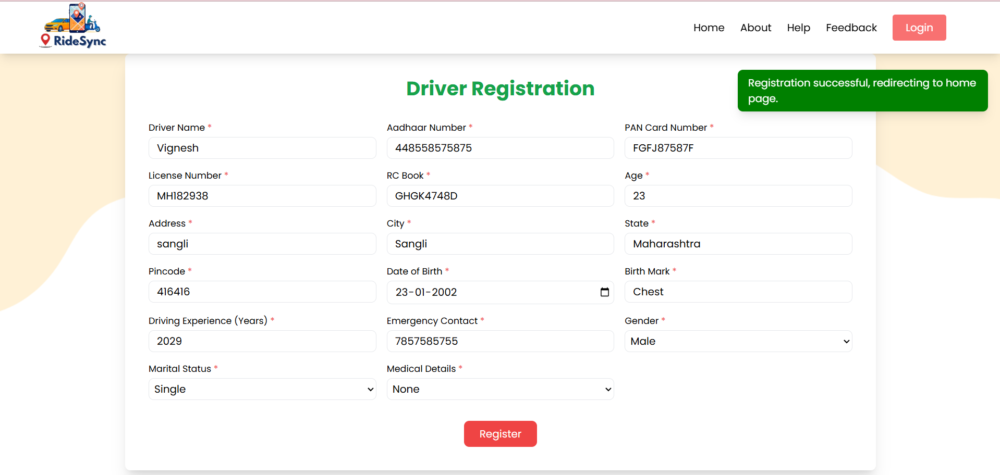 RideSync
Home About Help Feedback Login
Registration successful, redirecting to home
page.
Driver Registration
Driver Name * Aadhaar Number * PAN Card Number *
Vignesh 448558575875 FGFJ87587F
License Number * RC Book * Age *
MH182938 GHGK4748D 23
Address * City * State *
sangli Sangli Maharashtra
Pincode * Date of Birth * Birth Mark *
416416 23-01-2002 Chest
Driving Experience (Years) * Emergency Contact * Gender *
2029 7857585755 Male
Marital Status * Medical Details *
Single None
Register